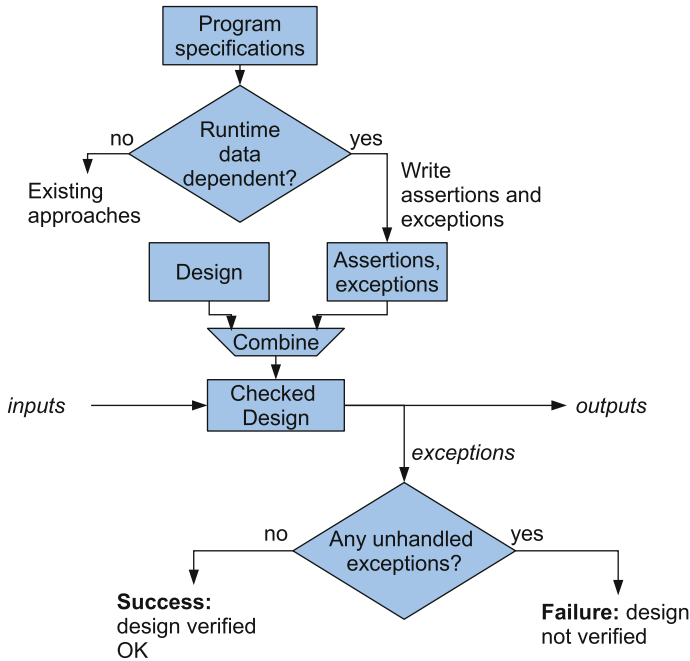 Program
specifications
no
Runtime
data
dependent?
yes
Existing
approaches
Write
assertions and
exceptions
Design
Assertions,
exceptions
Combine
inputs
Checked
Design
outputs
exceptions
no
Any unhandled
exceptions?
yes
Success:
design verified
OK
Failure: design
not verified